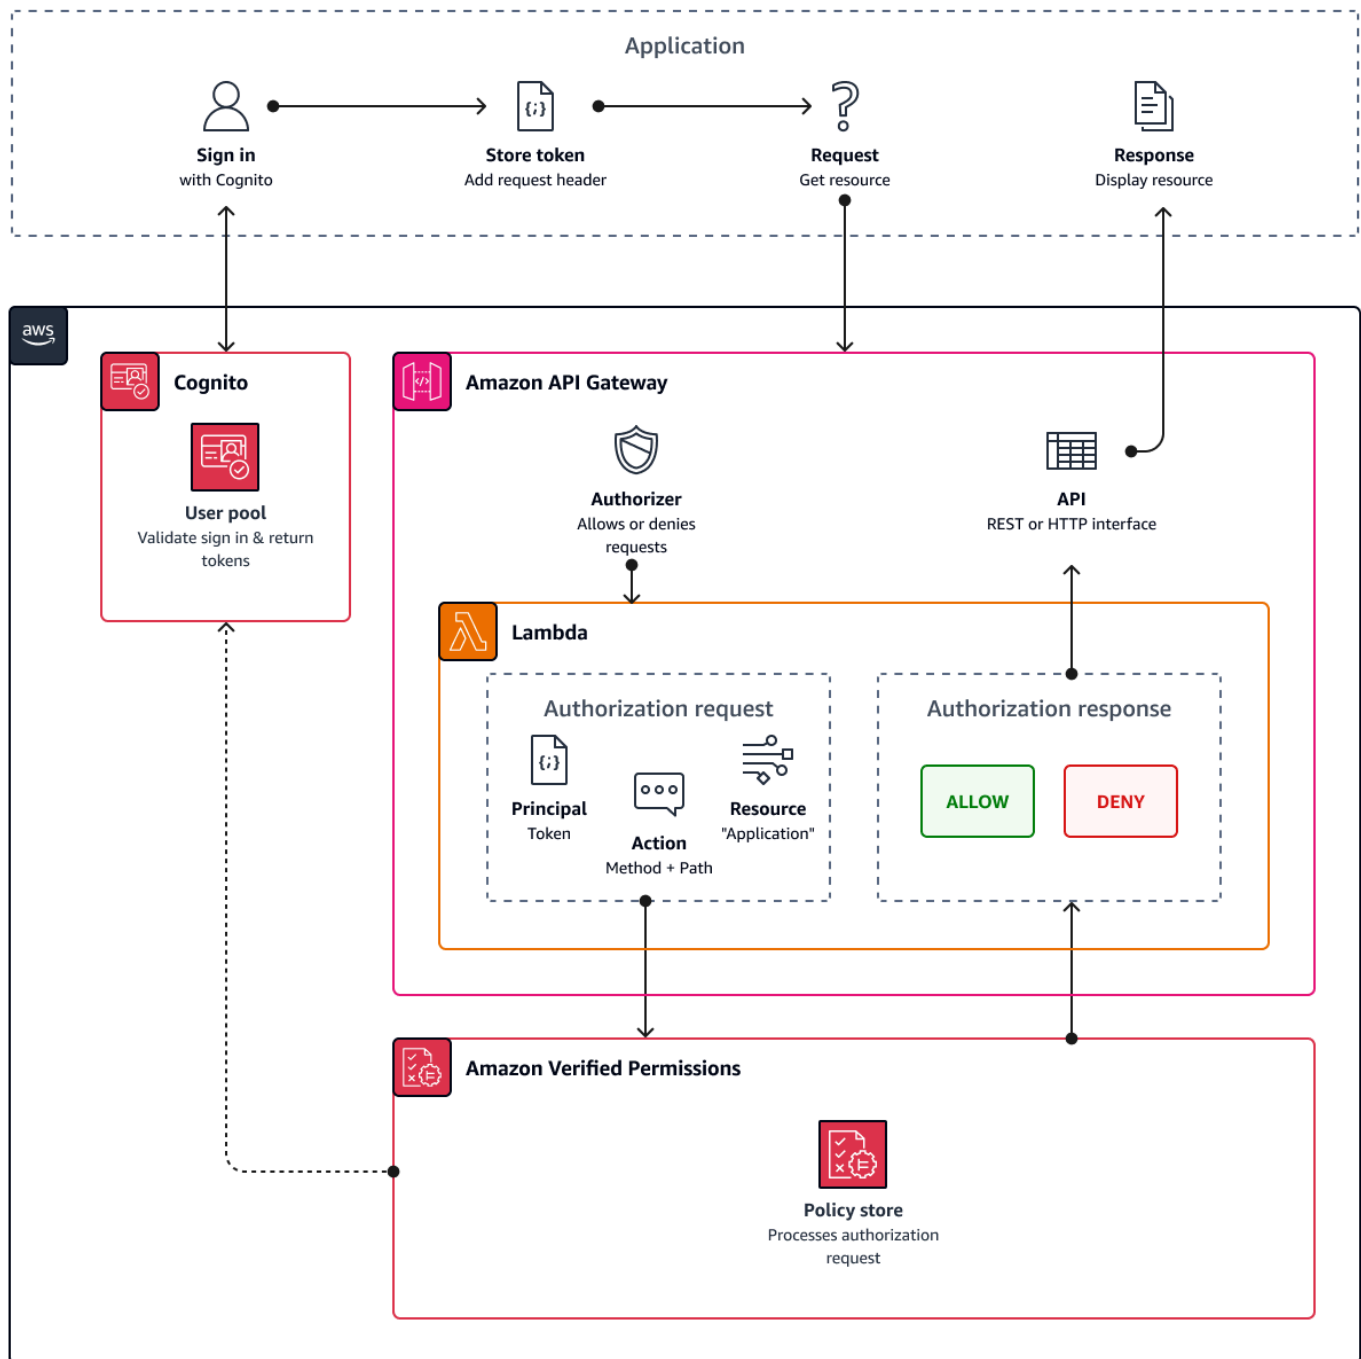 Application
Sign in
with Cognito
Store token
Add request header
Request
Get resource
Response
Display resource
aws
Cognito
User pool
Validate sign in & return
tokens
Amazon API Gateway
Authorizer
Allows or denies
requests
API
REST or HTTP interface
Lambda
Authorization request
Principal
Token
Action
Method + Path
Resource
"Application"
Authorization response
ALLOW
DENY
Amazon Verified Permissions
Policy store
Processes authorization
request